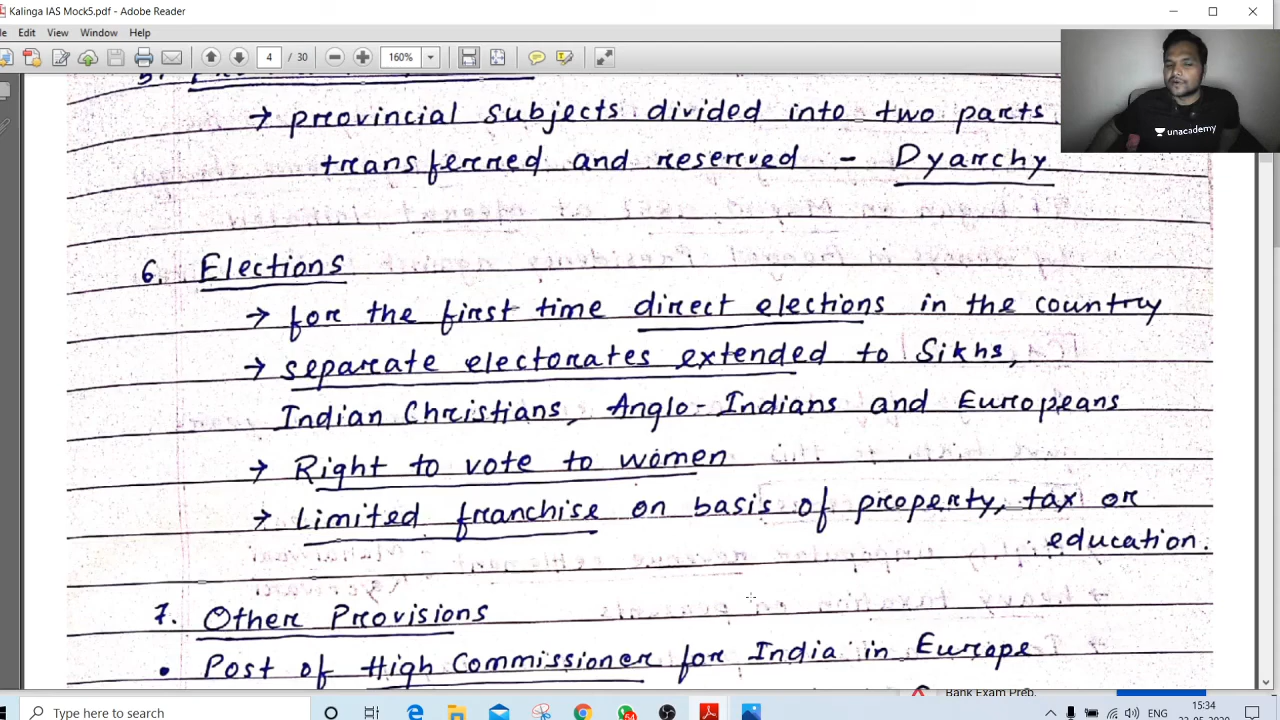 Kalinga IAS Mock5.pdf - Adobe Reader
Edit View Window Help
4 / 30 160%
5.
→ provincial subjects divided into two parts
transferred and reserved - Dyarchy
unacademy
6. Elections
→ for the first time direct elections in the country
→ separate electorates extended to Sikhs,
Indian Christians, Anglo-Indians and Europeans
→ Right to vote to women
→ Limited franchise on basis of property, tax or
education.
7. Other Provisions
• Post of High Commissioner for India in Europe
Bank Exam Prep.
Type here to search
ENG
15:34